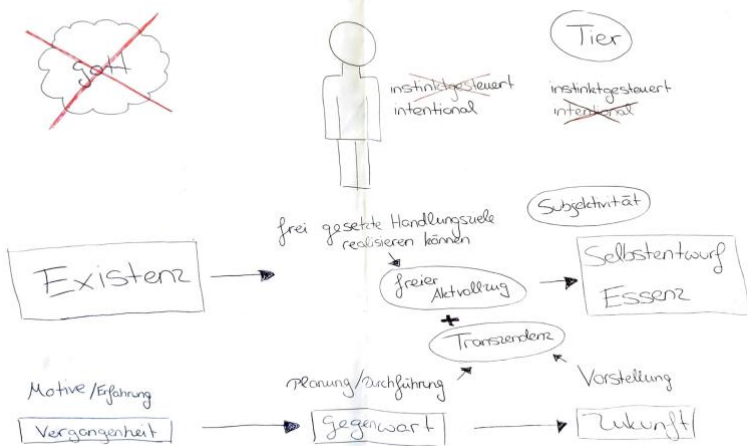 gott
Tier
instinktgesteuert
intentional
instinktgesteuert
intentional
Subjektivität
frei gesetzte Handlungsziele
realisieren können
Existenz
freier
Aktvollzug
Selbstentwurf
Essenz
+
Transzendenz
Motive/Erfahrung
Planung/Durchführung
Vorstellung
Vergangenheit
Gegenwart
Zukunft